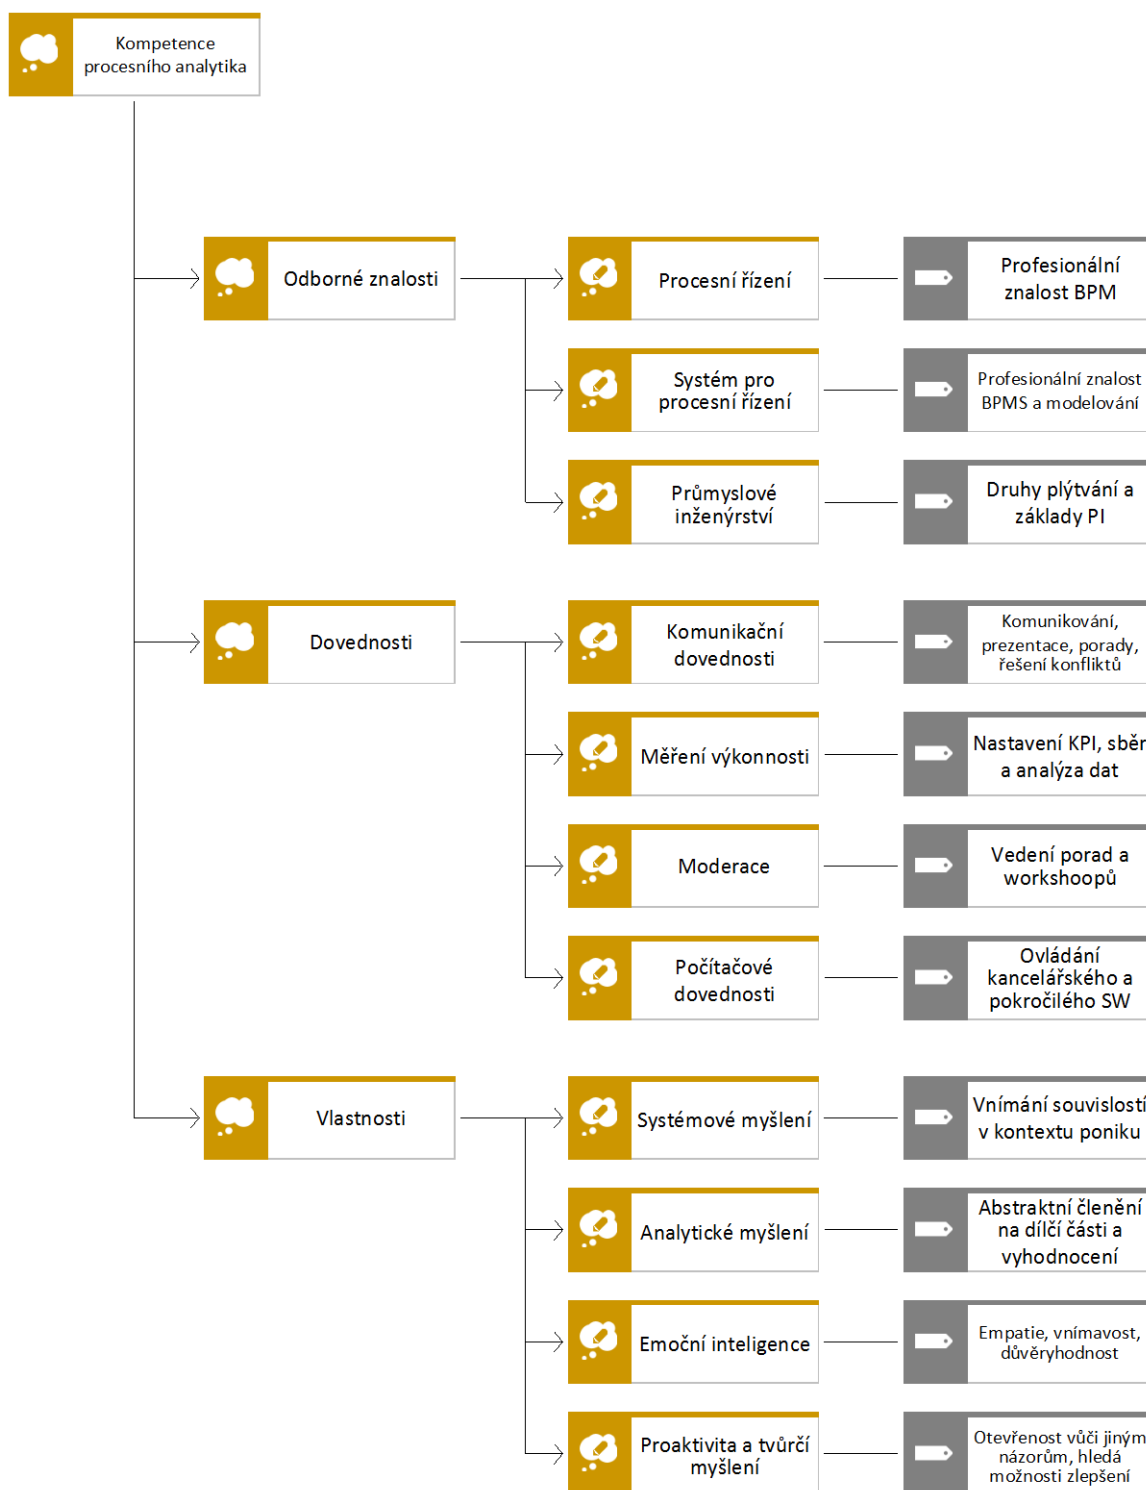 Kompetence
procesního analytika
Odborné znalosti
Procesní řízení
Profesionální
znalost BPM
Systém pro
procesní řízení
Profesionální znalost
BPMS a modelování
Průmyslové
inženýrství
Druhy plýtvání a
základy PI
Dovednosti
Komunikační
dovednosti
Komunikování,
prezentace, porady,
řešení konfliktů
Měření výkonnosti
Nastavení KPI, sběr
a analýza dat
Moderace
Vedení porad a
workshoopů
Počítačové
dovednosti
Ovládání
kancelářského a
pokročilého SW
Vlastnosti
Systémové myšlení
Vnímání souvislostí
v kontextu poniku
Analytické myšlení
Abstraktní členění
na dílčí části a
vyhodnocení
Emoční inteligence
Empatie, vnímavost,
důvěryhodnost
Proaktivita a tvůrčí
myšlení
Otevřenost vůči jiným
názorům, hledá
možnosti zlepšení